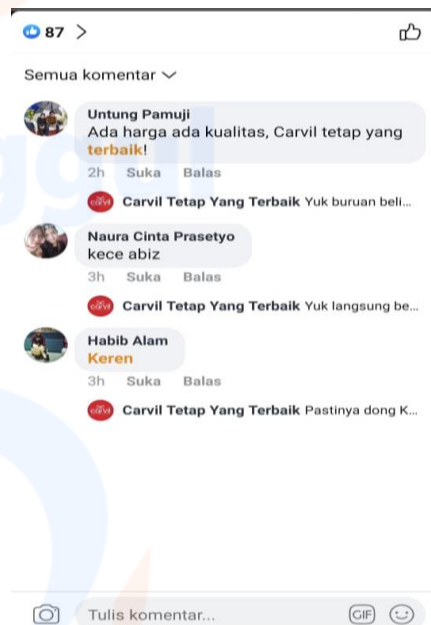 87
Semua komentar
Untung Pamuji
Ada harga ada kualitas, Carvil tetap yang
terbaik!
2h Suka Balas
Carvil Tetap Yang Terbaik Yuk buruan beli...
Naura Cinta Prasetyo
kece abiz
3h Suka Balas
Carvil Tetap Yang Terbaik Yuk langsung be...
Habib Alam
Keren
3h Suka Balas
Carvil Tetap Yang Terbaik Pastinya dong K...
Tulis komentar...
GIF